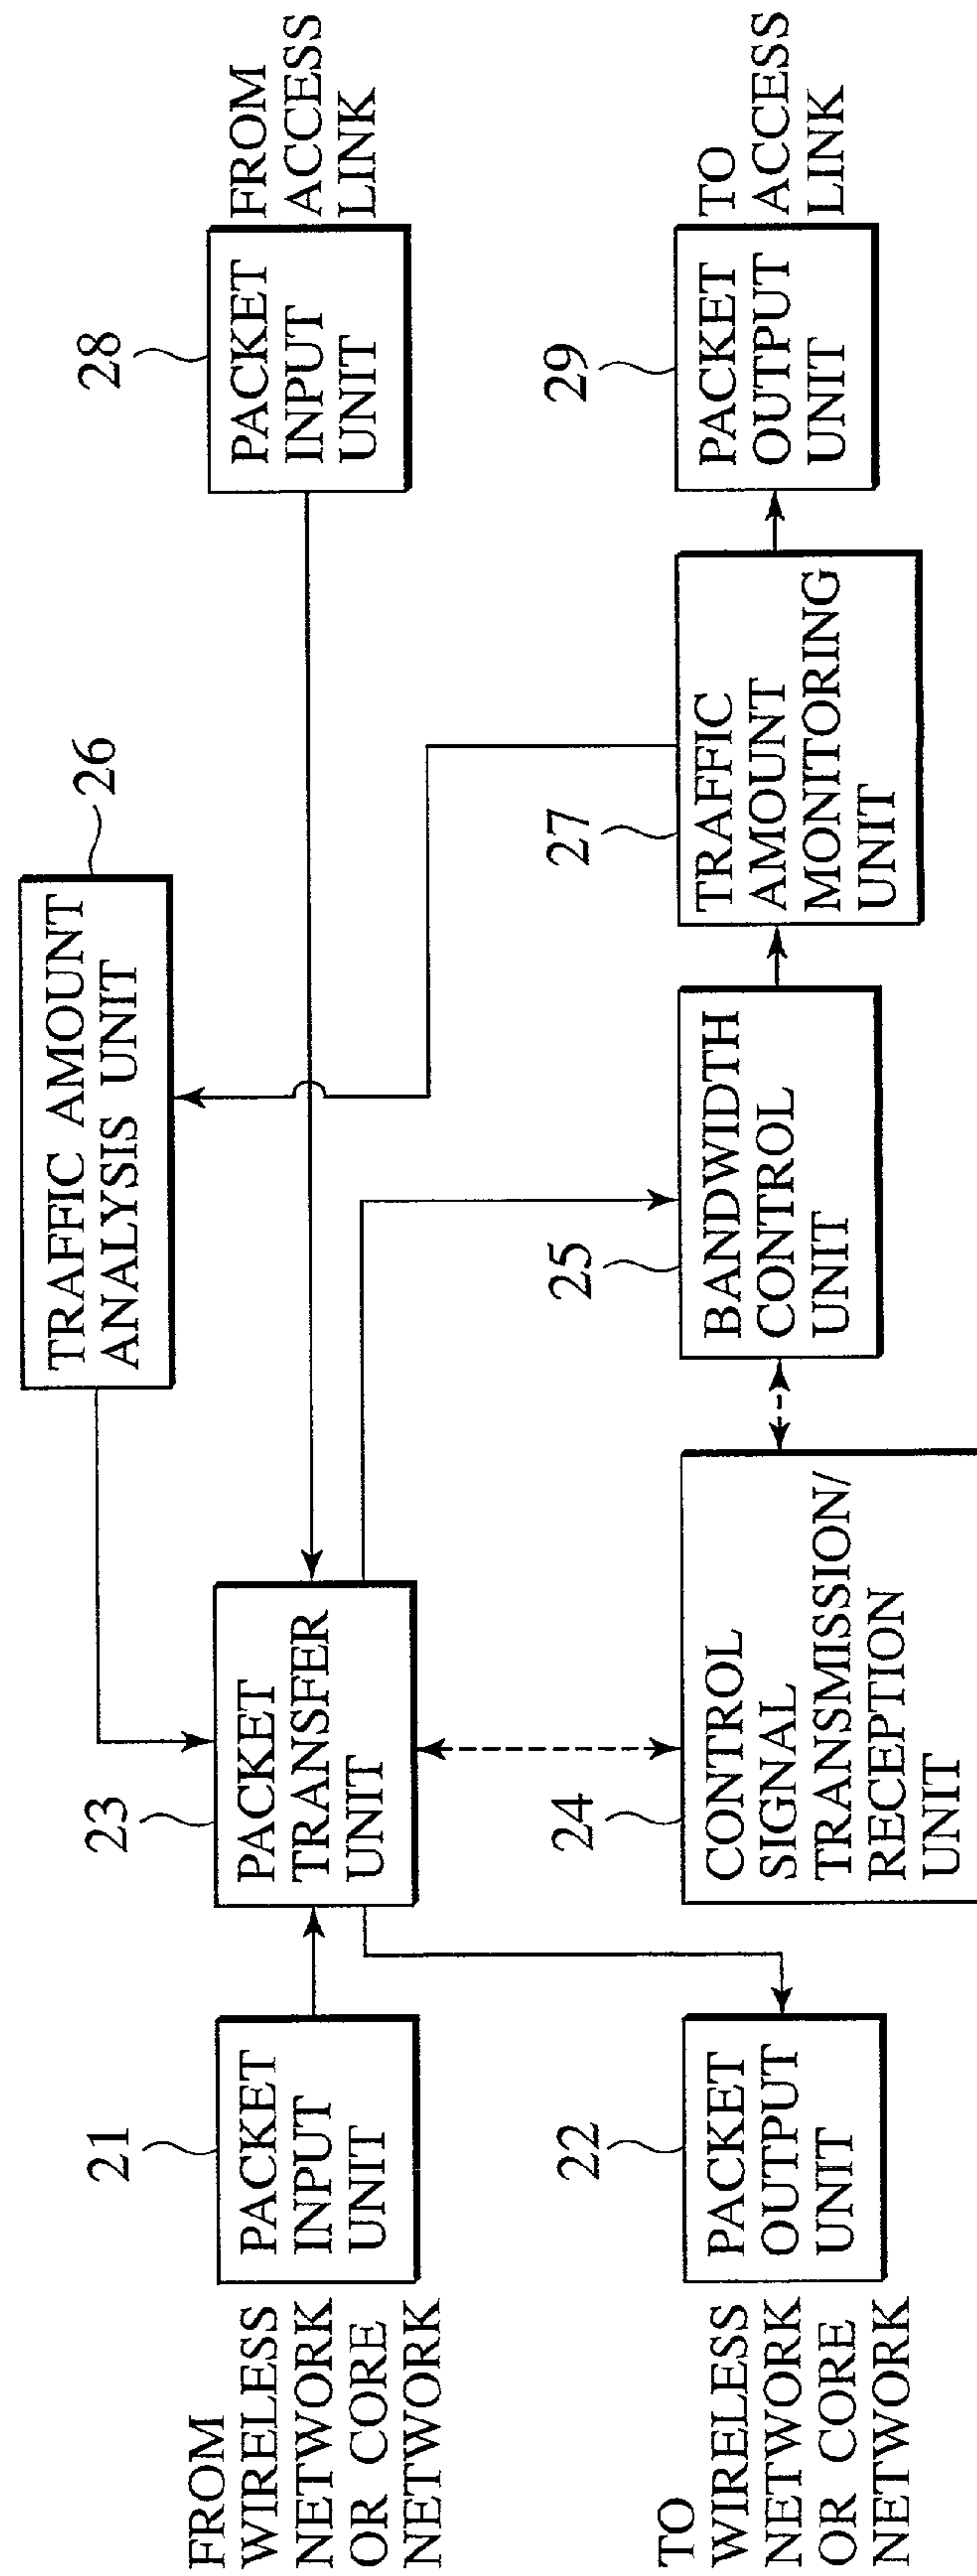 TRAFFIC AMOUNT
ANALYSIS UNIT
26
FROM
WIRELESS
NETWORK
OR CORE
NETWORK
21
PACKET
INPUT
UNIT
23
PACKET
TRANSFER
UNIT
28
PACKET
INPUT
UNIT
FROM
ACCESS
LINK
TO
WIRELESS
NETWORK
OR CORE
NETWORK
22
PACKET
OUTPUT
UNIT
24
CONTROL
SIGNAL
TRANSMISSION/
RECEPTION
UNIT
25
BANDWIDTH
CONTROL
UNIT
27
TRAFFIC
AMOUNT
MONITORING
UNIT
29
PACKET
OUTPUT
UNIT
TO
ACCESS
LINK